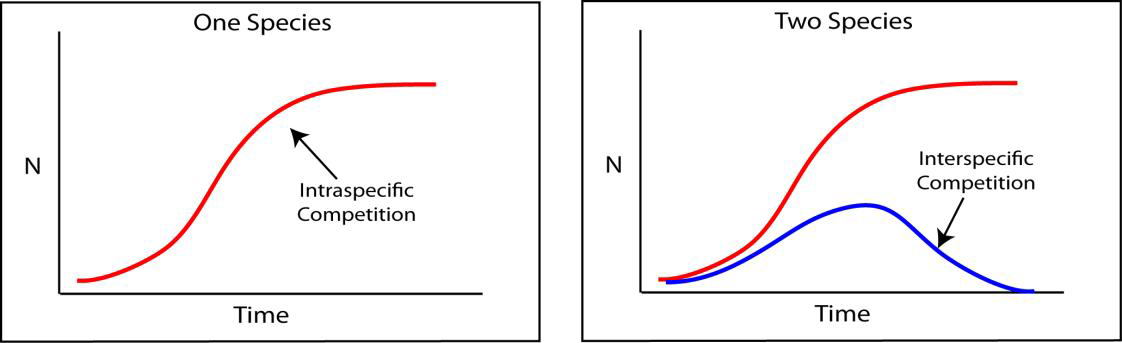 One Species
N
Intraspecific
Competition
Time
Two Species
N
Interspecific
Competition
Time